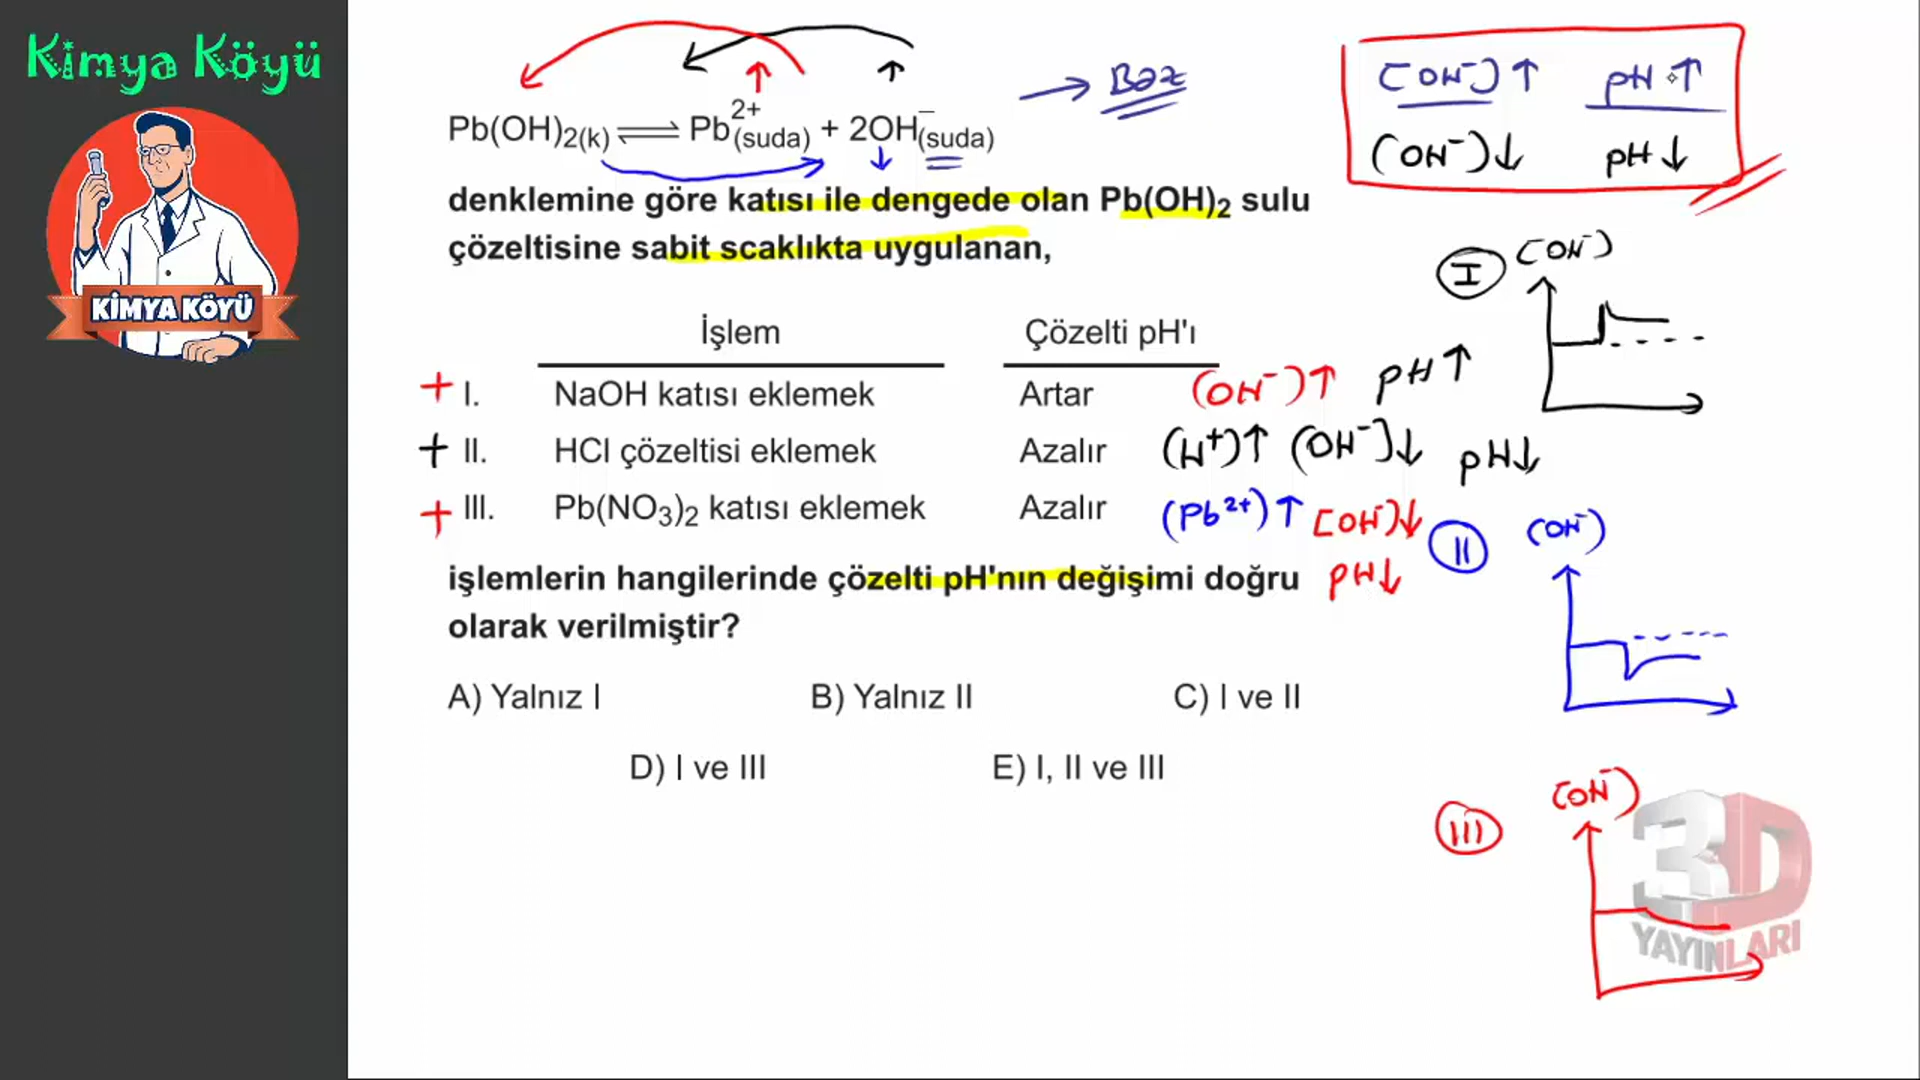 Kimya Köyü
KİMYA KÖYÜ
Pb(OH)2(k) ⇌ Pb2+(suda) + 2OH−(suda)
→ Baz
[OH−]↑ pH↑
(OH−)↓ pH↓
denklemine göre katısı ile dengede olan Pb(OH)2 sulu
çözeltisine sabit scaklıkta uygulanan,
İşlem Çözelti pH'ı
+ I. NaOH katısı eklemek Artar (OH−)↑ pH↑
+ II. HCl çözeltisi eklemek Azalır (H+)↑ (OH−]↓ pH↓
+ III. Pb(NO3)2 katısı eklemek Azalır (Pb2+)↑ [OH−)↓
pH↓
işlemlerin hangilerinde çözelti pH'nın değişimi doğru
olarak verilmiştir?
A) Yalnız I B) Yalnız II C) I ve II
D) I ve III E) I, II ve III
I (OH−)
II (OH−)
III (OH−)
3D
YAYINLARI